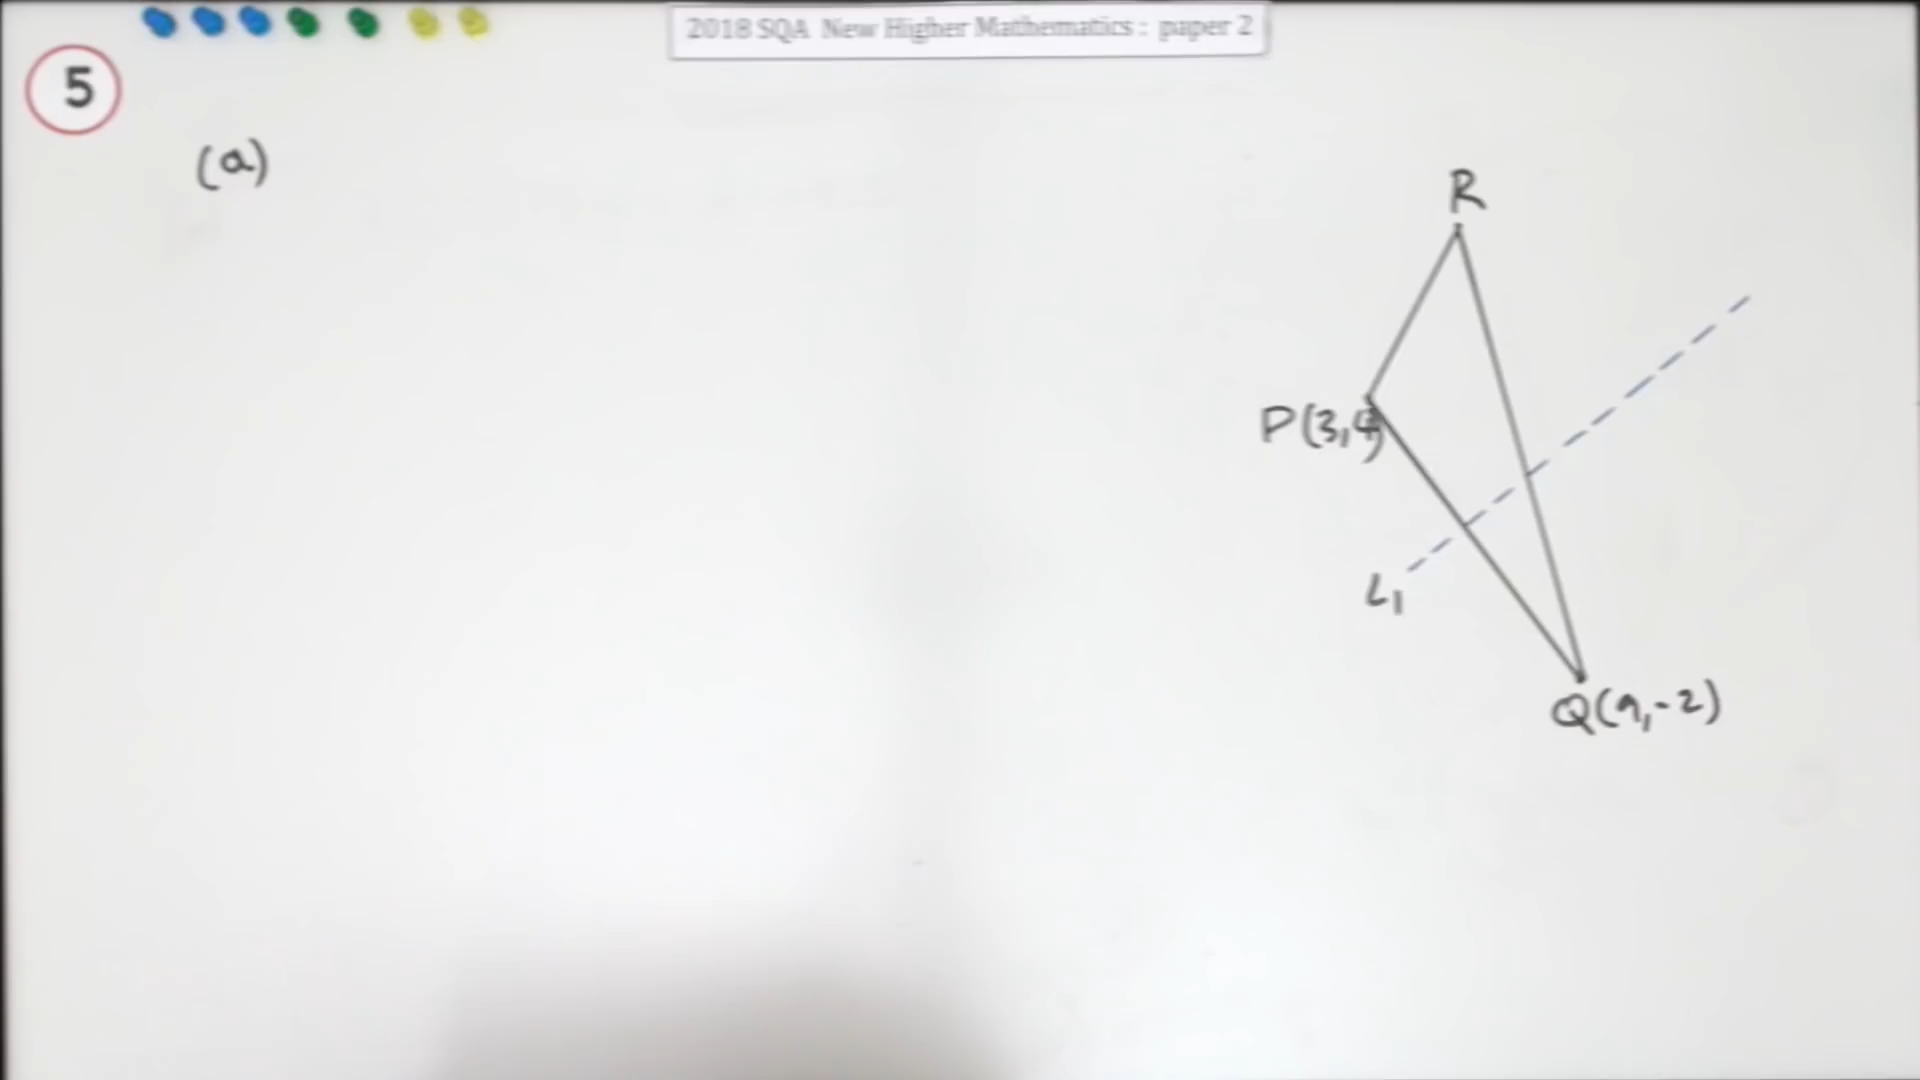 2018 SQA New Higher Mathematics : paper 2
5
(a)
R
P(3,4)
L₁
Q(9,-2)